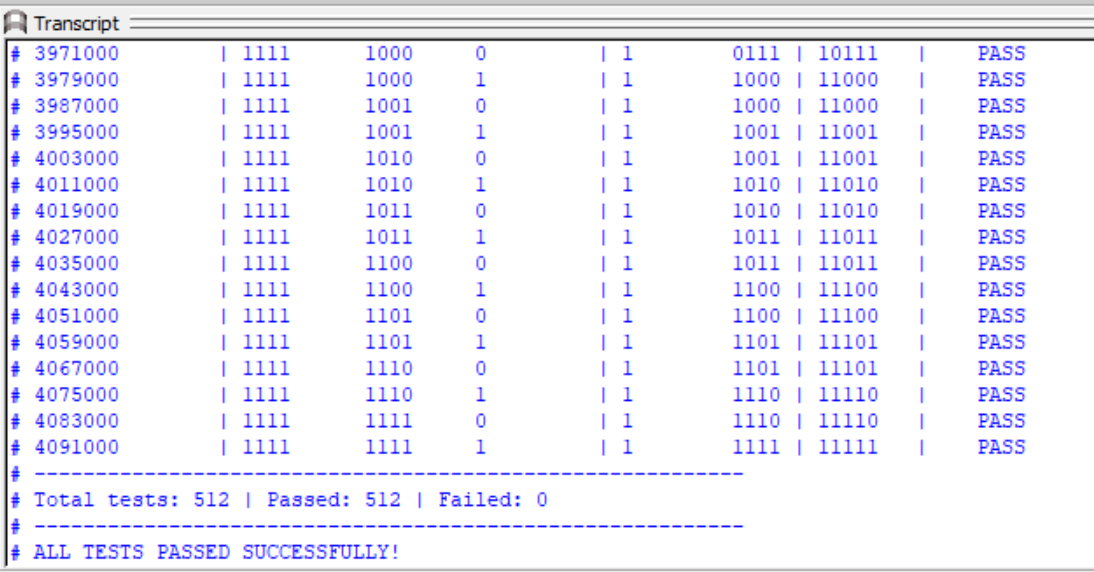 Transcript
# 3971000 | 1111 1000 0 | 1 0111 | 10111 | PASS
# 3979000 | 1111 1000 1 | 1 1000 | 11000 | PASS
# 3987000 | 1111 1001 0 | 1 1000 | 11000 | PASS
# 3995000 | 1111 1001 1 | 1 1001 | 11001 | PASS
# 4003000 | 1111 1010 0 | 1 1001 | 11001 | PASS
# 4011000 | 1111 1010 1 | 1 1010 | 11010 | PASS
# 4019000 | 1111 1011 0 | 1 1010 | 11010 | PASS
# 4027000 | 1111 1011 1 | 1 1011 | 11011 | PASS
# 4035000 | 1111 1100 0 | 1 1011 | 11011 | PASS
# 4043000 | 1111 1100 1 | 1 1100 | 11100 | PASS
# 4051000 | 1111 1101 0 | 1 1100 | 11100 | PASS
# 4059000 | 1111 1101 1 | 1 1101 | 11101 | PASS
# 4067000 | 1111 1110 0 | 1 1101 | 11101 | PASS
# 4075000 | 1111 1110 1 | 1 1110 | 11110 | PASS
# 4083000 | 1111 1111 0 | 1 1110 | 11110 | PASS
# 4091000 | 1111 1111 1 | 1 1111 | 11111 | PASS
# -------------------------------------------------------
# Total tests: 512 | Passed: 512 | Failed: 0
# -------------------------------------------------------
# ALL TESTS PASSED SUCCESSFULLY!